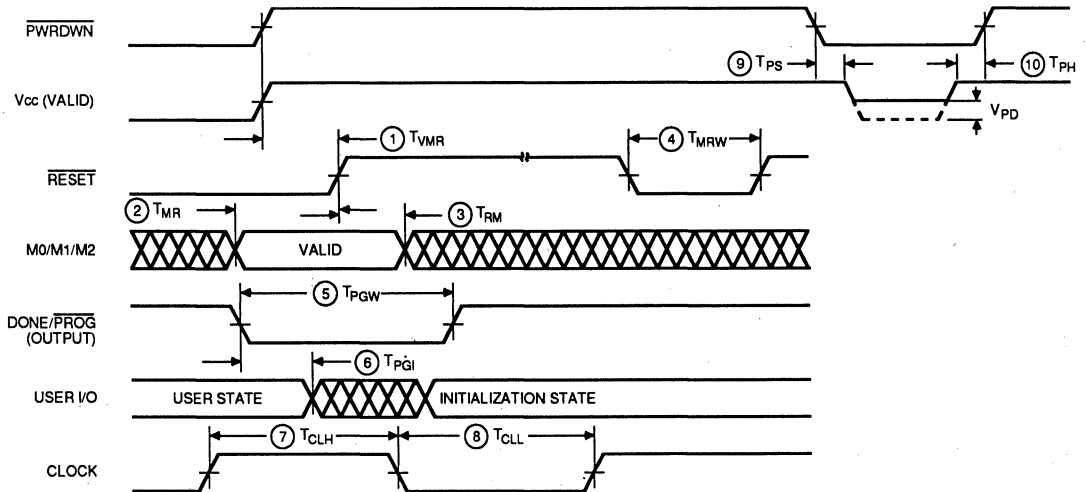 PWRDWN
9 TPS
10 TPH
Vcc (VALID)
VPD
1 TVMR
4 TMRW
RESET
2 TMR
3 TRM
M0/M1/M2
VALID
5 TPGW
DONE/PROG
(OUTPUT)
6 TPGI
USER I/O
USER STATE
INITIALIZATION STATE
7 TCLH
8 TCLL
CLOCK